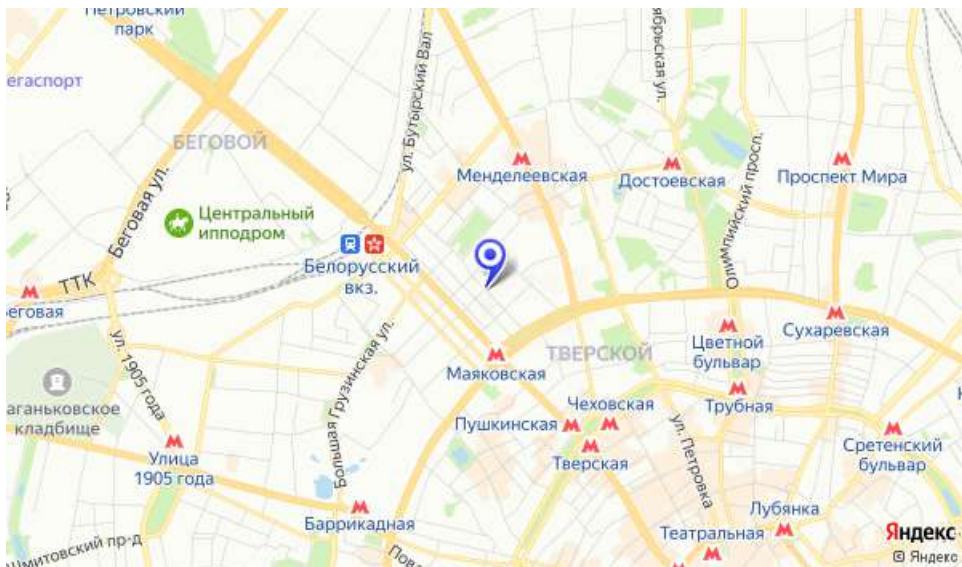 Петровский
парк
егаспорт
БЕГОВОЙ
ул. Бутырский Вал
Менделеевская
Достоевская
Олимпийский просп.
Проспект Мира
Беговая ул.
Центральный
ипподром
Белорусский
вкз.
ТТК
еговая
ул. 1905 года
Большая Грузинская ул.
Маяковская
ТВЕРСКОЙ
Цветной
бульвар
Сухаревская
аганьковское
кладбище
Пушкинская
Чеховская
Тверская
ул. Петровка
Трубная
Сретенский
бульвар
Улица
1905 года
Баррикадная
Театральная
Лубянка
Шмитовский пр-д
Яндекс
© Яндекс